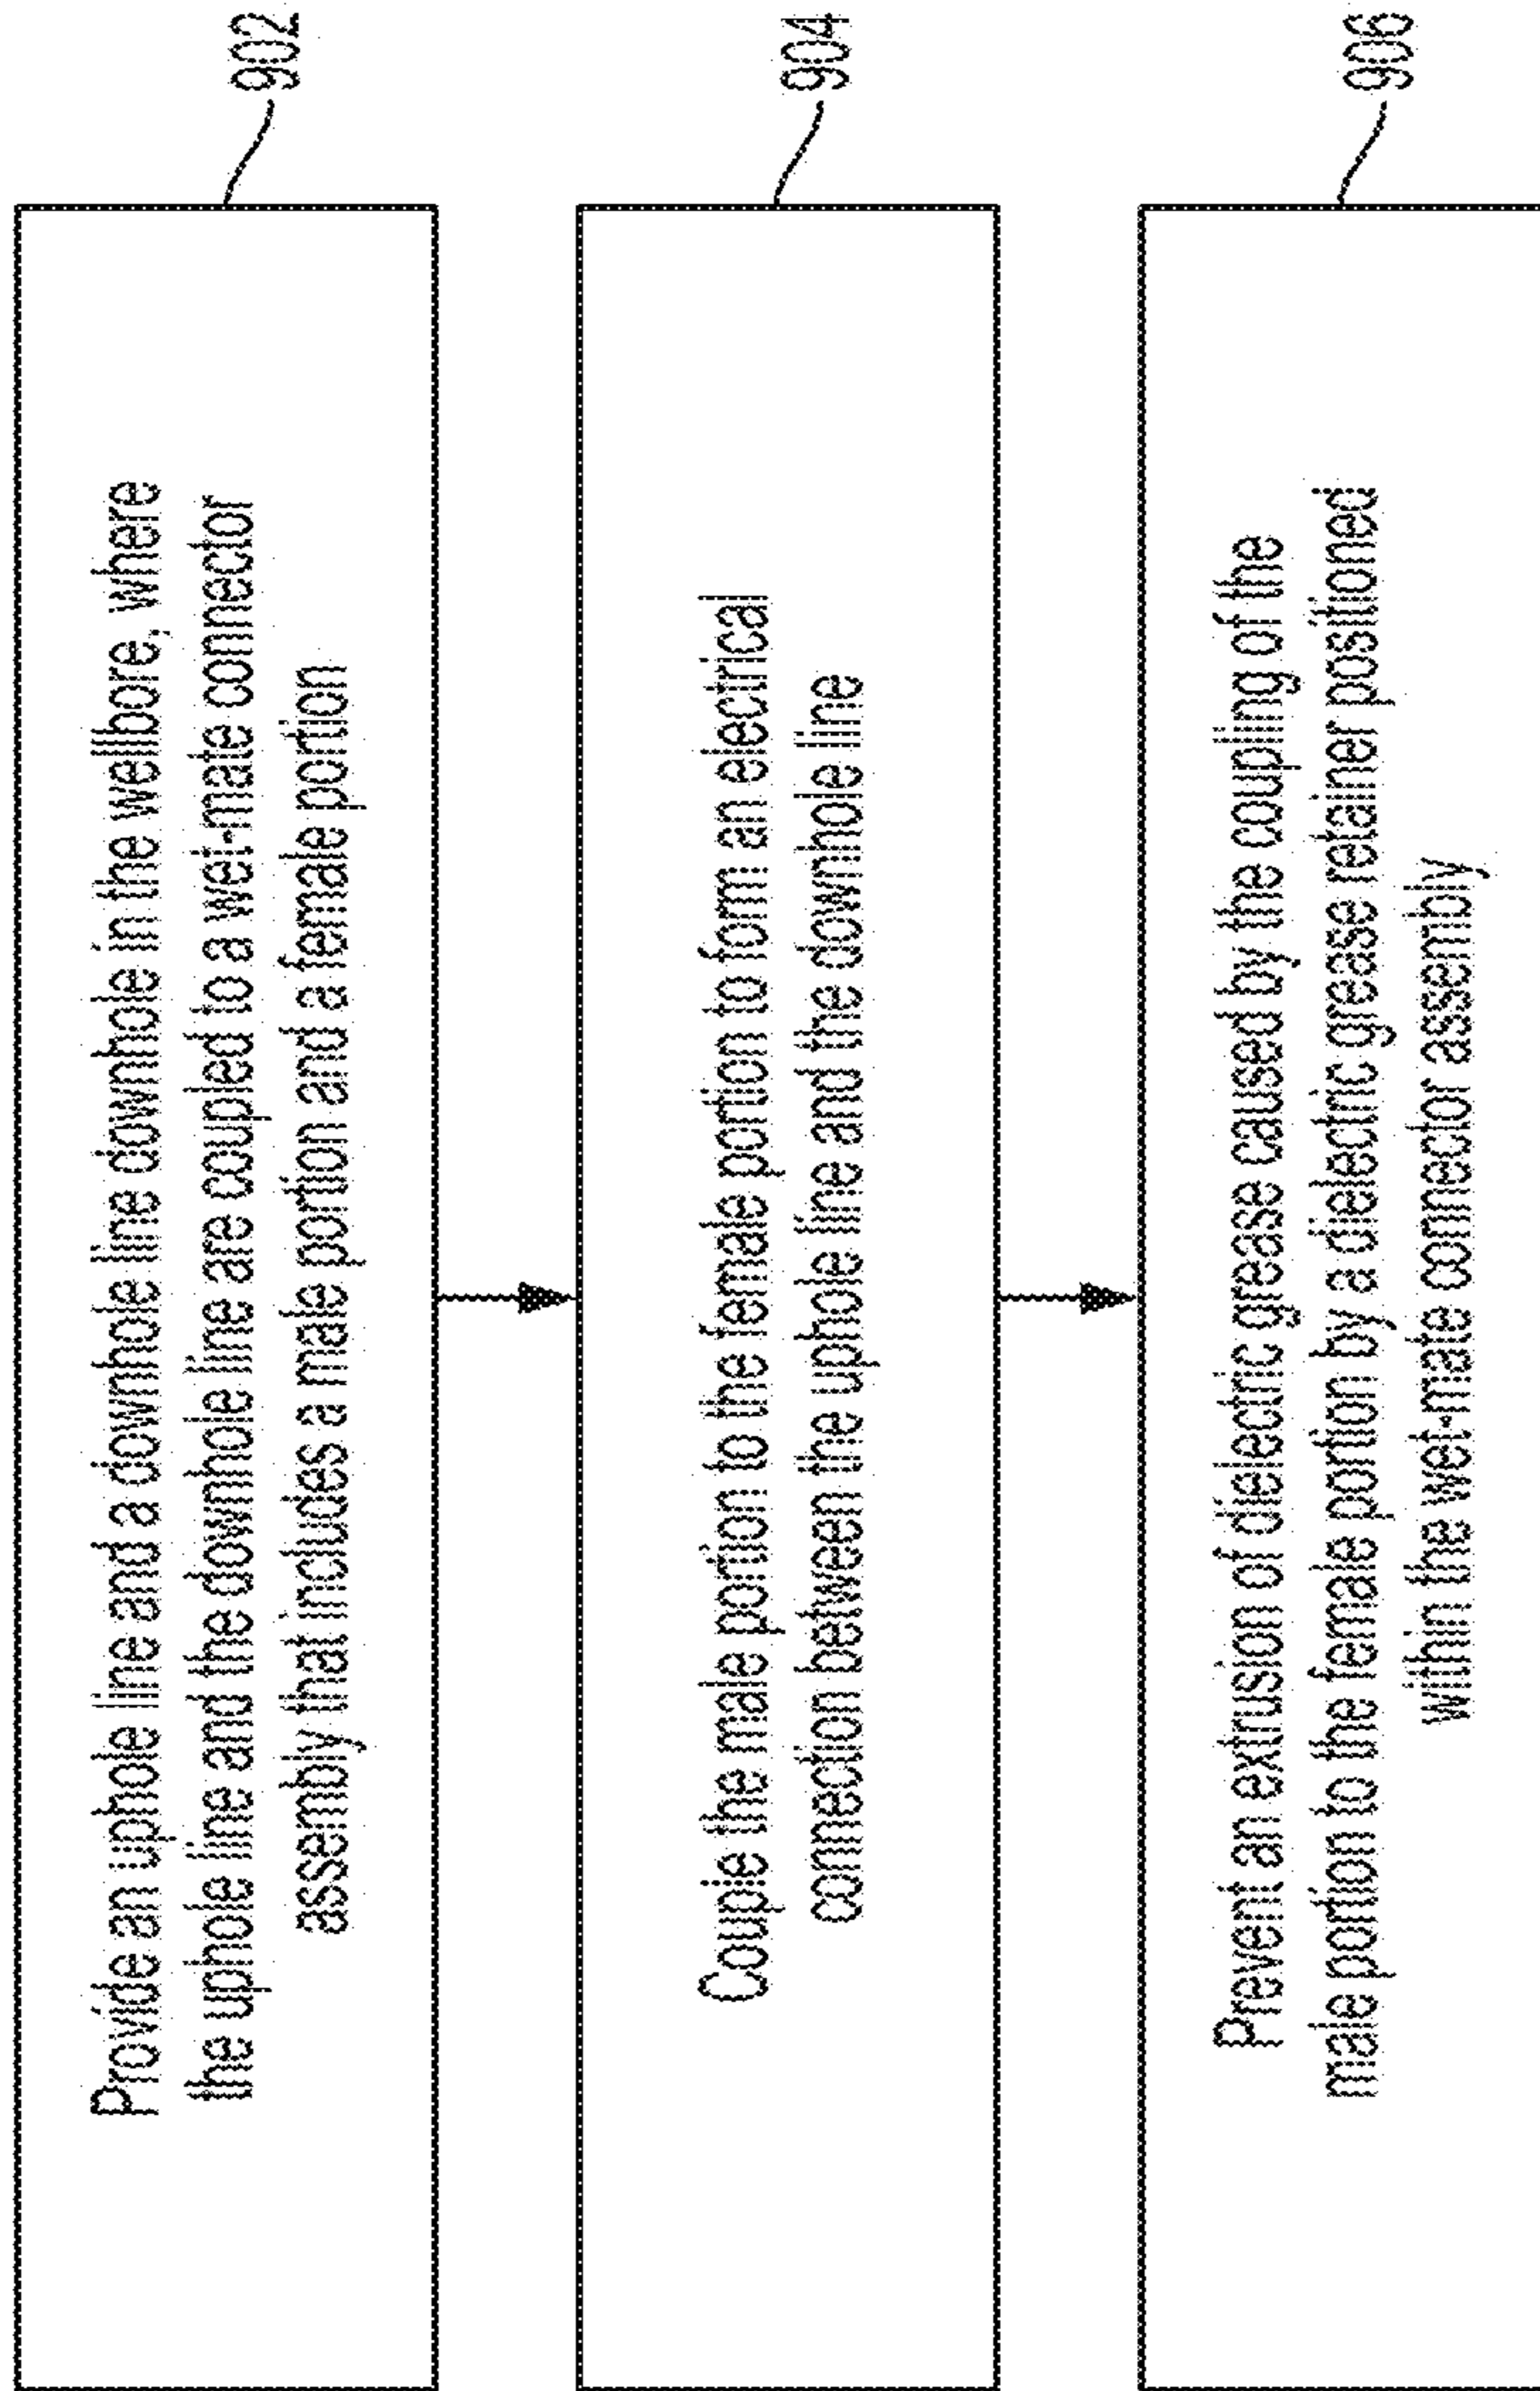 Provide an uphole line and a downhole line downhole in the wellbore, where
the uphole line and the downhole line are coupled to a wet-mate connector
assembly that includes a male portion and a female portion
902
Couple the male portion to the female portion to form an electrical
connection between the uphole line and the downhole line
904
Prevent an extrusion of dielectric grease caused by the coupling of the
male portion to the female portion by a dielectric grease retainer positioned
within the wet-mate connector assembly
906